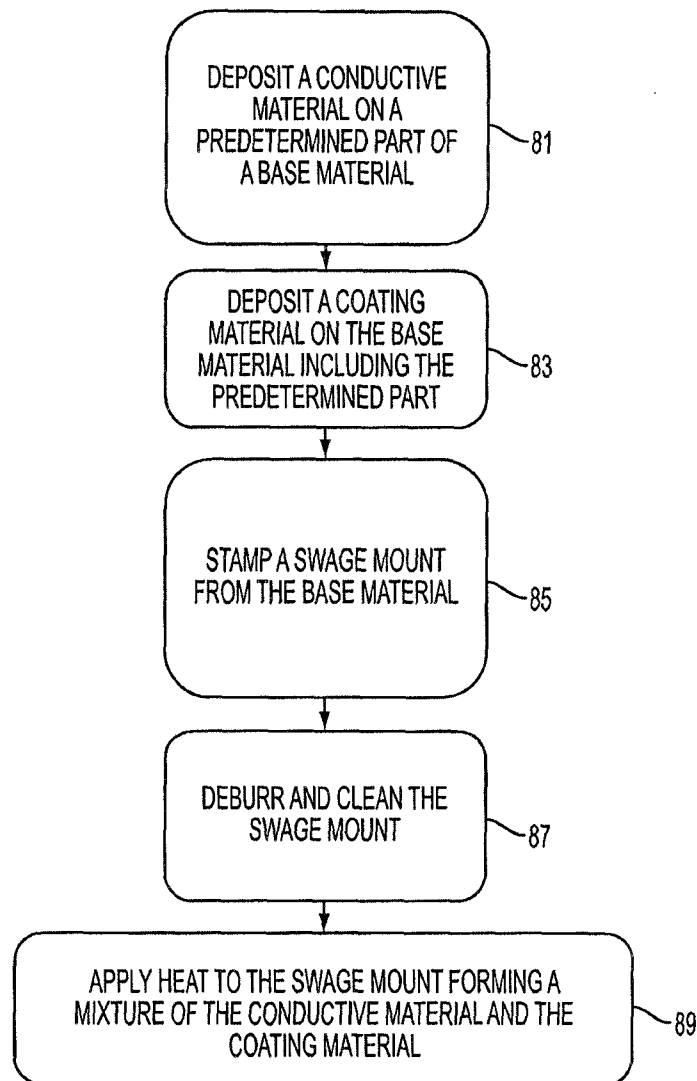 DEPOSIT A CONDUCTIVE
MATERIAL ON A
PREDETERMINED PART OF
A BASE MATERIAL
81
DEPOSIT A COATING
MATERIAL ON THE BASE
MATERIAL INCLUDING THE
PREDETERMINED PART
83
STAMP A SWAGE MOUNT
FROM THE BASE MATERIAL
85
DEBURR AND CLEAN THE
SWAGE MOUNT
87
APPLY HEAT TO THE SWAGE MOUNT FORMING A
MIXTURE OF THE CONDUCTIVE MATERIAL AND THE
COATING MATERIAL
89